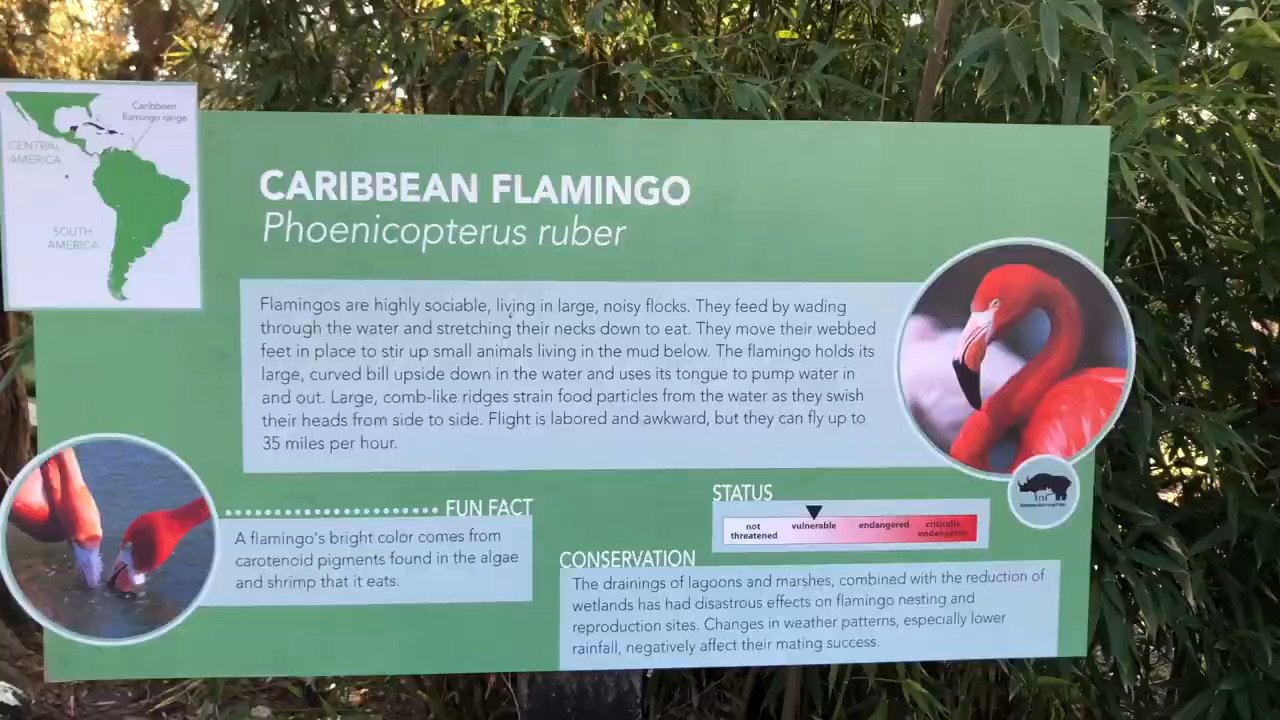 Caribbean
flamingo range
CENTRAL
AMERICA
SOUTH
AMERICA
CARIBBEAN FLAMINGO
Phoenicopterus ruber
Flamingos are highly sociable, living in large, noisy flocks. They feed by wading
through the water and stretching their necks down to eat. They move their webbed
feet in place to stir up small animals living in the mud below. The flamingo holds its
large, curved bill upside down in the water and uses its tongue to pump water in
and out. Large, comb-like ridges strain food particles from the water as they swish
their heads from side to side. Flight is labored and awkward, but they can fly up to
35 miles per hour.
FUN FACT
A flamingo's bright color comes from
carotenoid pigments found in the algae
and shrimp that it eats.
STATUS
not
threatened
vulnerable
endangered
critically
endangered
CONSERVATION
The drainings of lagoons and marshes, combined with the reduction of
wetlands has had disastrous effects on flamingo nesting and
reproduction sites. Changes in weather patterns, especially lower
rainfall, negatively affect their mating success.